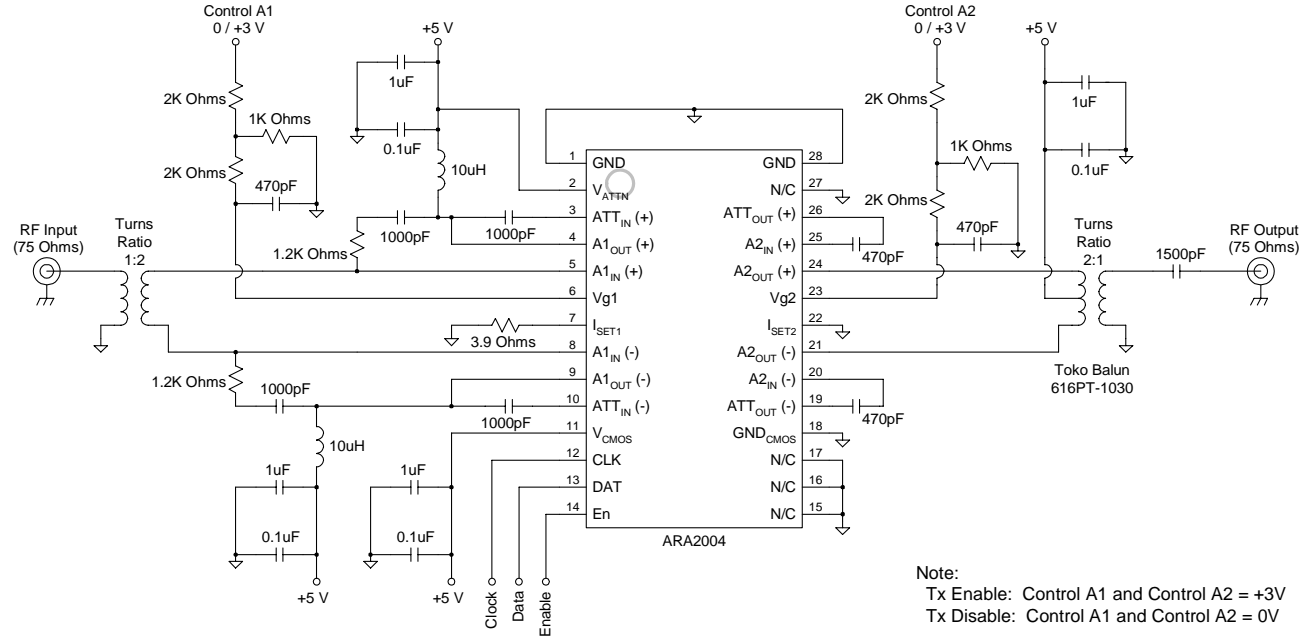 Control A1
0 / +3 V
+5 V
Control A2
0 / +3 V
+5 V
1uF
2K Ohms
1K Ohms
2K Ohms
470pF
0.1uF
10uH
2K Ohms
1K Ohms
2K Ohms
470pF
1uF
0.1uF
RF Input
(75 Ohms)
Turns
Ratio
1:2
1.2K Ohms
1000pF
1000pF
1 GND
2 VATTN
3 ATTIN (+)
4 A1OUT (+)
5 A1IN (+)
6 Vg1
7 ISET1
8 A1IN (-)
9 A1OUT (-)
10 ATTIN (-)
11 VCMOS
12 CLK
13 DAT
14 En
GND 28
N/C 27
ATTOUT (+) 26
A2IN (+) 25
A2OUT (+) 24
Vg2 23
ISET2 22
A2OUT (-) 21
A2IN (-) 20
ATTOUT (-) 19
GNDCMOS 18
N/C 17
N/C 16
N/C 15
ARA2004
470pF
470pF
Turns
Ratio
2:1
1500pF
RF Output
(75 Ohms)
Toko Balun
616PT-1030
3.9 Ohms
1.2K Ohms
1000pF
1000pF
10uH
1uF
0.1uF
+5 V
1uF
0.1uF
+5 V
Clock
Data
Enable
Note:
Tx Enable: Control A1 and Control A2 = +3V
Tx Disable: Control A1 and Control A2 = 0V